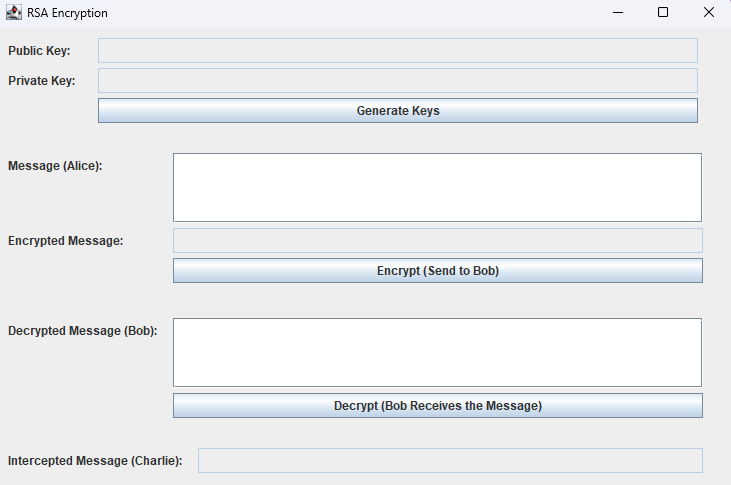 RSA Encryption
Public Key:
Private Key:
Generate Keys
Message (Alice):
Encrypted Message:
Encrypt (Send to Bob)
Decrypted Message (Bob):
Decrypt (Bob Receives the Message)
Intercepted Message (Charlie):